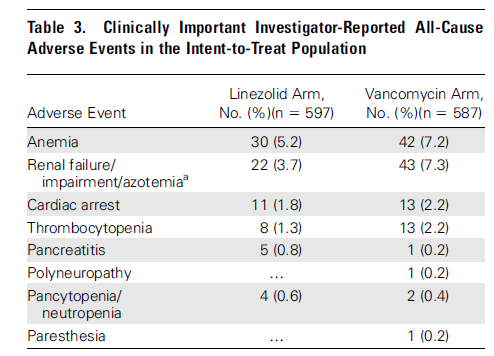 Table 3. Clinically Important Investigator-Reported All-Cause
Adverse Events in the Intent-to-Treat Population
Adverse Event Linezolid Arm, No. (%)(n = 597) Vancomycin Arm, No. (%)(n = 587)
Anemia 30 (5.2) 42 (7.2)
Renal failure/ 22 (3.7) 43 (7.3)
impairment/azotemiaa
Cardiac arrest 11 (1.8) 13 (2.2)
Thrombocytopenia 8 (1.3) 13 (2.2)
Pancreatitis 5 (0.8) 1 (0.2)
Polyneuropathy ... 1 (0.2)
Pancytopenia/ 4 (0.6) 2 (0.4)
neutropenia
Paresthesia ... 1 (0.2)